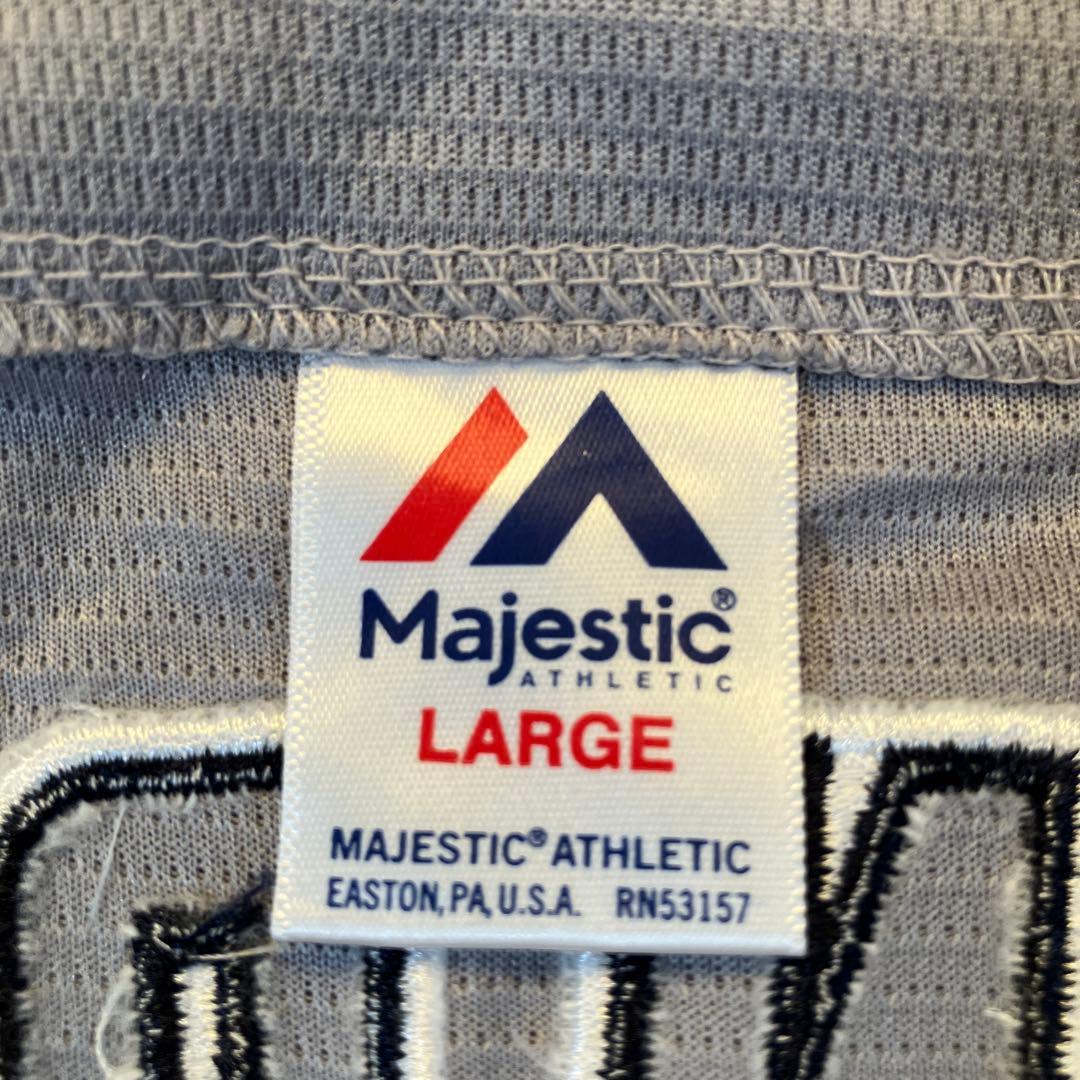 Majestic®
ATHLETIC
LARGE
MAJESTIC® ATHLETIC
EASTON, PA, U.S.A. RN53157